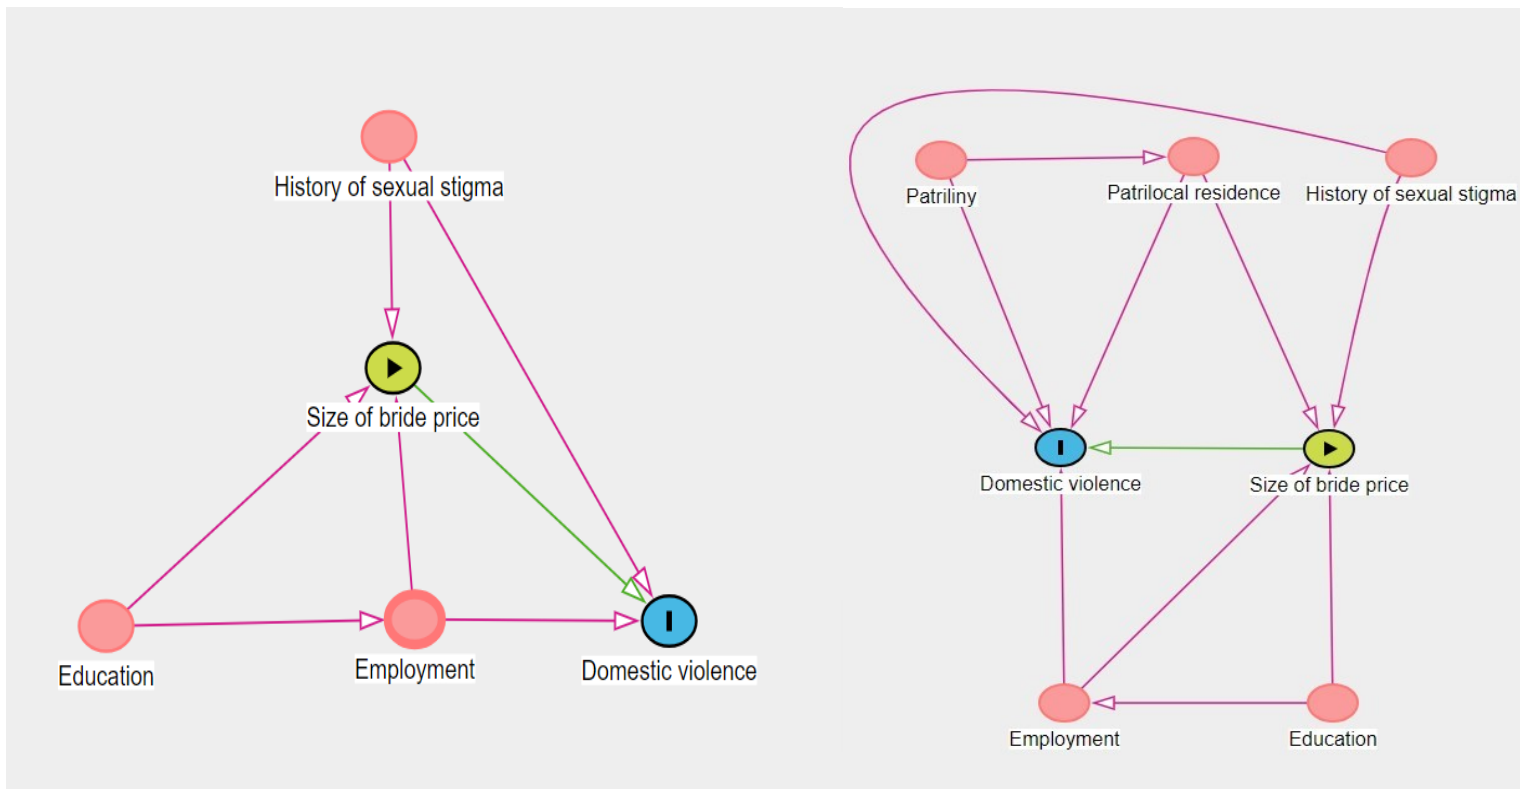 History of sexual stigma
Size of bride price
Education
Employment
Domestic violence
Patriliny
Patrilocal residence
History of sexual stigma
Domestic violence
Size of bride price
Employment
Education